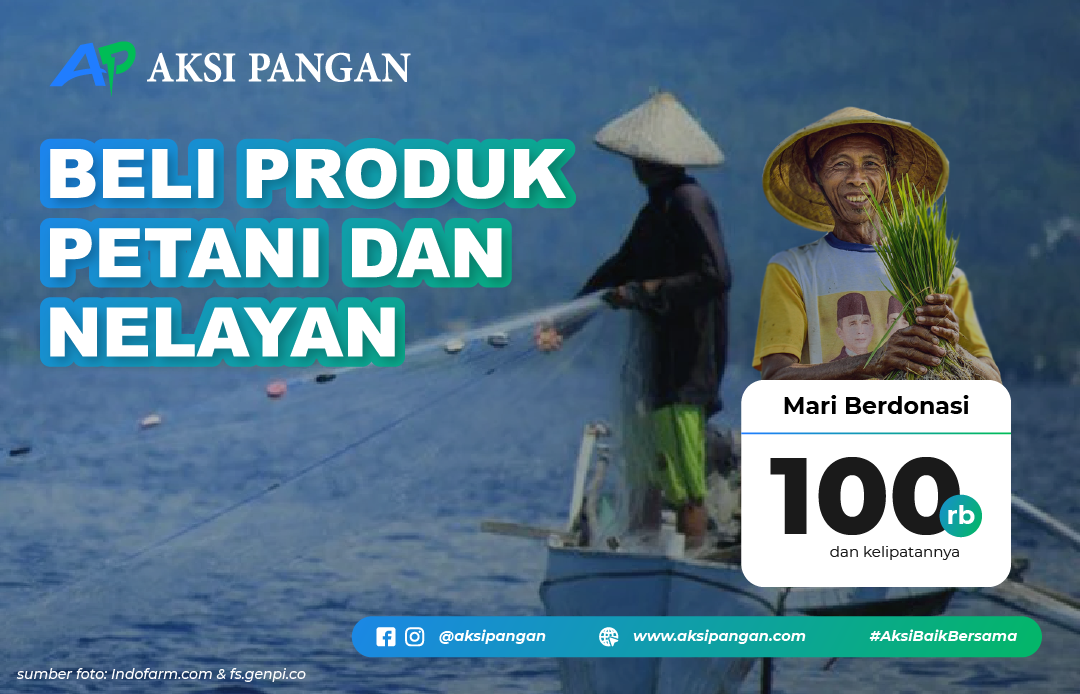 AP AKSI PANGAN
BELI PRODUK
PETANI DAN
NELAYAN
Mari Berdonasi
100 rb
dan kelipatannya
@aksipangan www.aksipangan.com #AksiBaikBersama
sumber foto: Indofarm.com & fs.genpi.co